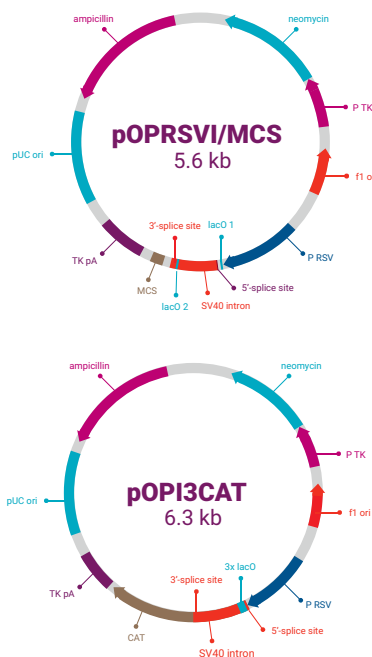 ampicillin
neomycin
P TK
pOPRSVI/MCS
5.6 kb
pUC ori
f1 o
3'-splice site
lacO 1
TK pA
P RSV
MCS
5'-splice site
lacO 2
SV40 intron
ampicillin
neomycin
P TK
pOPI3CAT
6.3 kb
pUC ori
f1 ori
3x lacO
3'-splice site
TK pA
P RSV
5'-splice site
CAT
SV40 intron